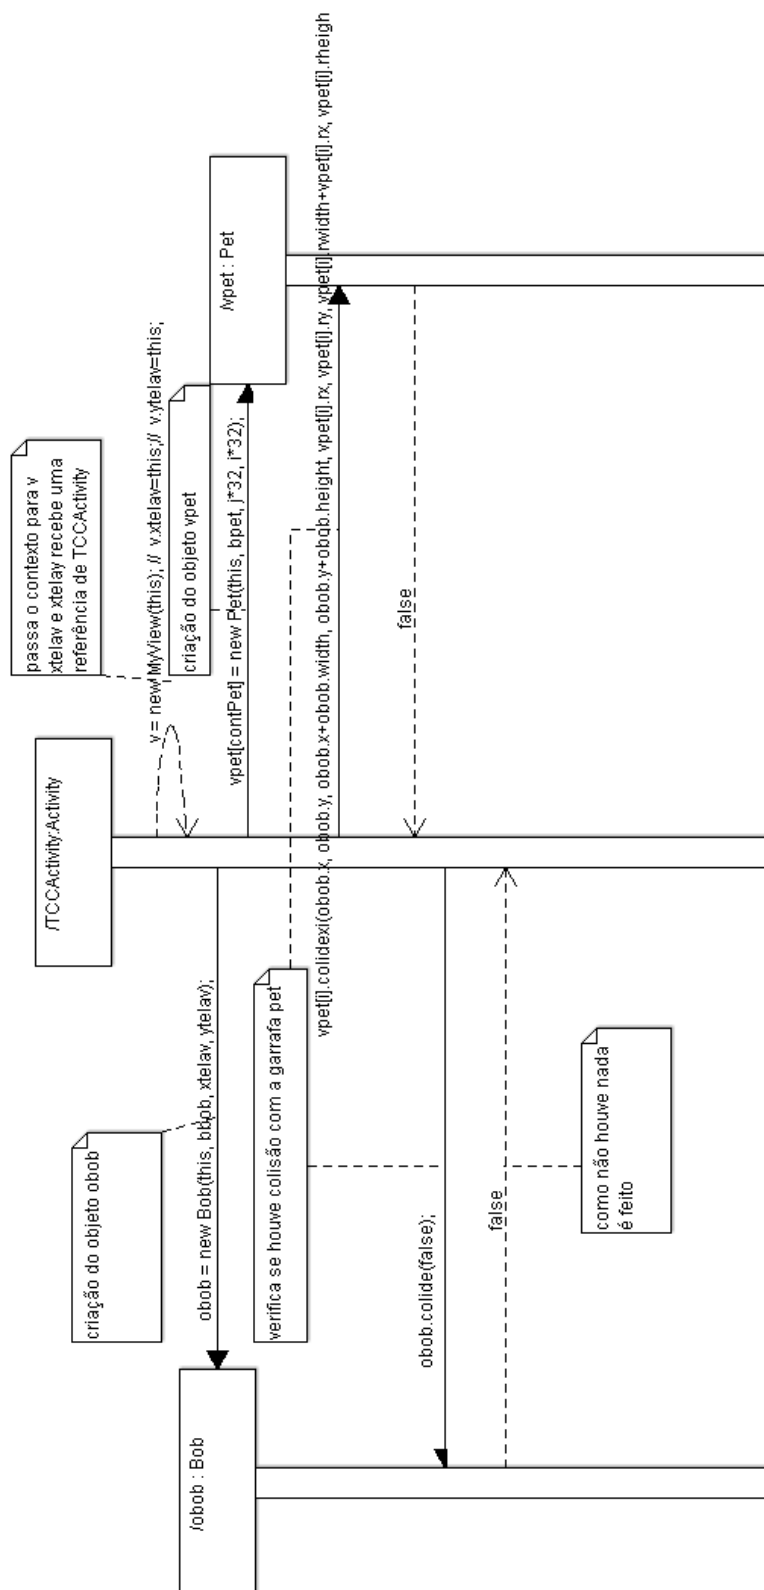 /obob : Bob
/TCCActivity:Activity
/vpet : Pet
passa o contexto para v
xtelav e xtelay recebe uma
referência de TCCActivity
v = new MyView(this); // v.xtelav=this;// v.ytelav=this;
criação do objeto obob
obob = new Bob(this, bbob, xtelav, ytelav);
criação do objeto vpet
vpet[contPet] = new Pet(this, bpet, j*32, i*32);
verifica se houve colisão com a garrafa pet
vpet[i].colidexi(obob.x, obob.y, obob.x+obob.width, obob.y+obob.height, vpet[i].rx, vpet[i].ry, vpet[i].rwidth+vpet[i].rx, vpet[i].rheigh
false
obob.colide(false);
false
como não houve nada
é feito